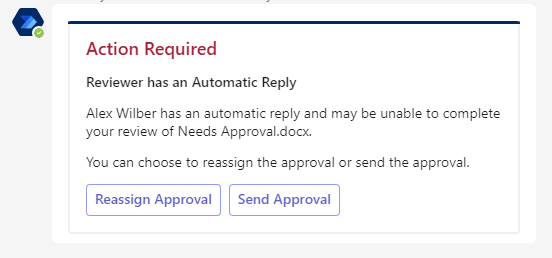 Action Required
Reviewer has an Automatic Reply
Alex Wilber has an automatic reply and may be unable to complete
your review of Needs Approval.docx.
You can choose to reassign the approval or send the approval.
Reassign Approval
Send Approval